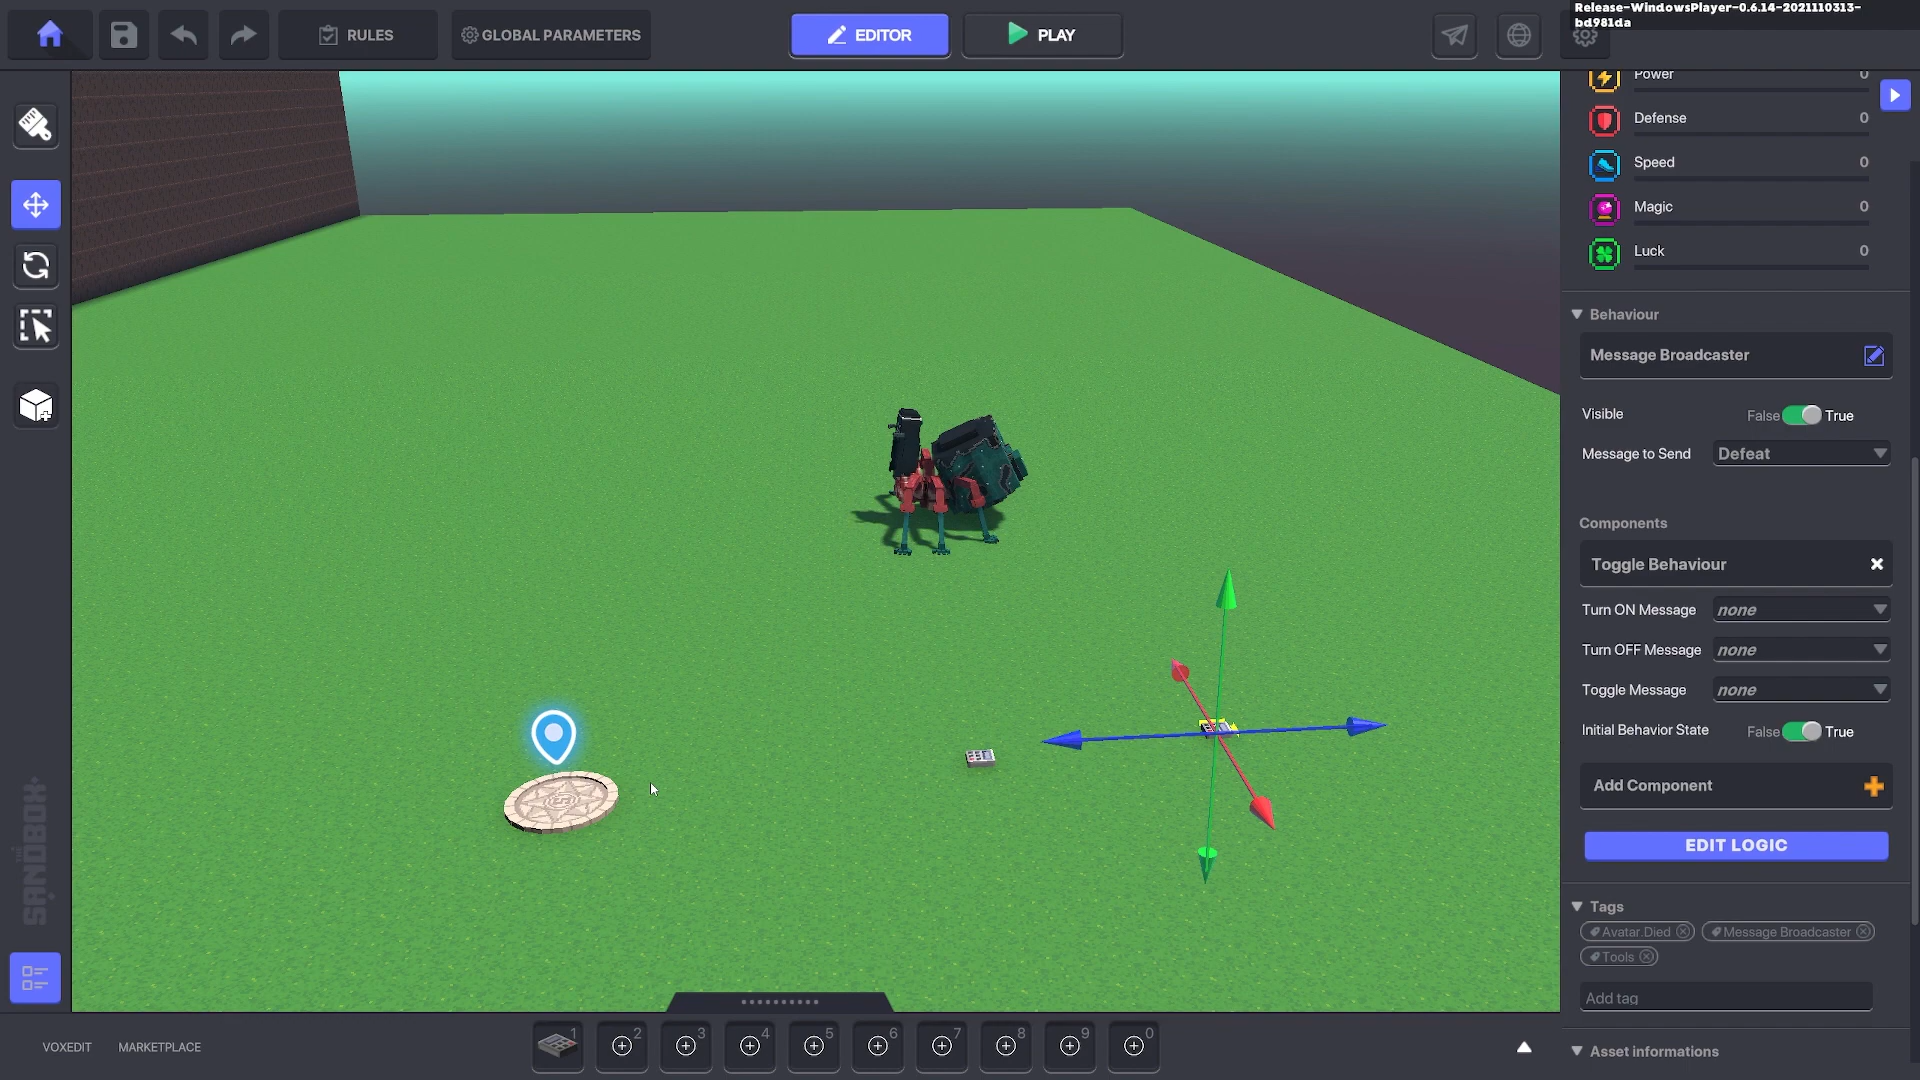 Release-WindowsPlayer-0.6.14-2021110313-
bd981da
RULES
GLOBAL PARAMETERS
EDITOR
PLAY
Power 0
Defense 0
Speed 0
Magic 0
Luck 0
Behaviour
Message Broadcaster
Visible False True
Message to Send Defeat
Components
Toggle Behaviour
Turn ON Message none
Turn OFF Message none
Toggle Message none
Initial Behavior State False True
Add Component
EDIT LOGIC
Tags
Avatar.Died Message Broadcaster
Tools
Add tag
Asset informations
THE SANDBOX
VOXEDIT MARKETPLACE
1 2 3 4 5 6 7 8 9 0